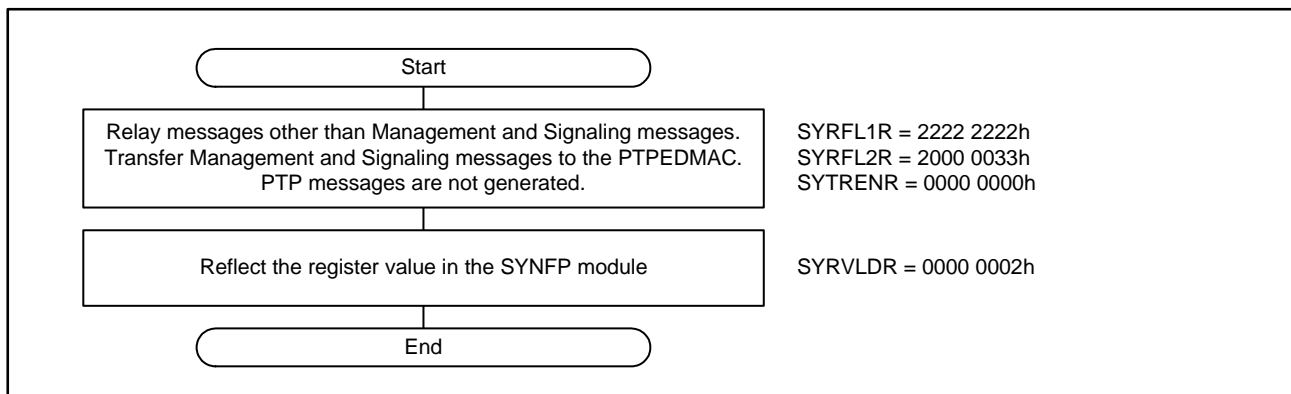 Start
Relay messages other than Management and Signaling messages.
Transfer Management and Signaling messages to the PTPEDMAC.
PTP messages are not generated.
SYRFL1R = 2222 2222h
SYRFL2R = 2000 0033h
SYTRENR = 0000 0000h
Reflect the register value in the SYNFP module
SYRVLDR = 0000 0002h
End